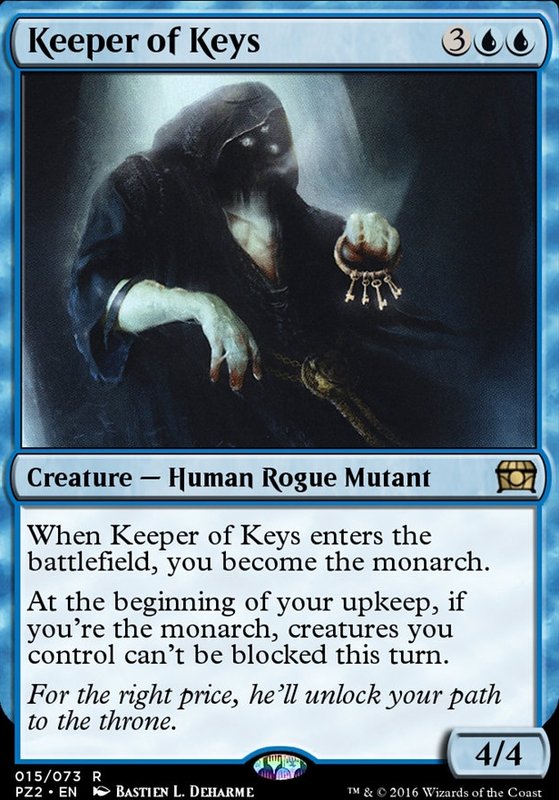 Keeper of Keys 3
Creature — Human Rogue Mutant
When Keeper of Keys enters the
battlefield, you become the monarch.
At the beginning of your upkeep, if
you're the monarch, creatures you
control can't be blocked this turn.
For the right price, he'll unlock your path
to the throne.
4/4
015/073 R
PZ2 • EN Bastien L. Deharme ™ & © 2016 Wizards of the Coast